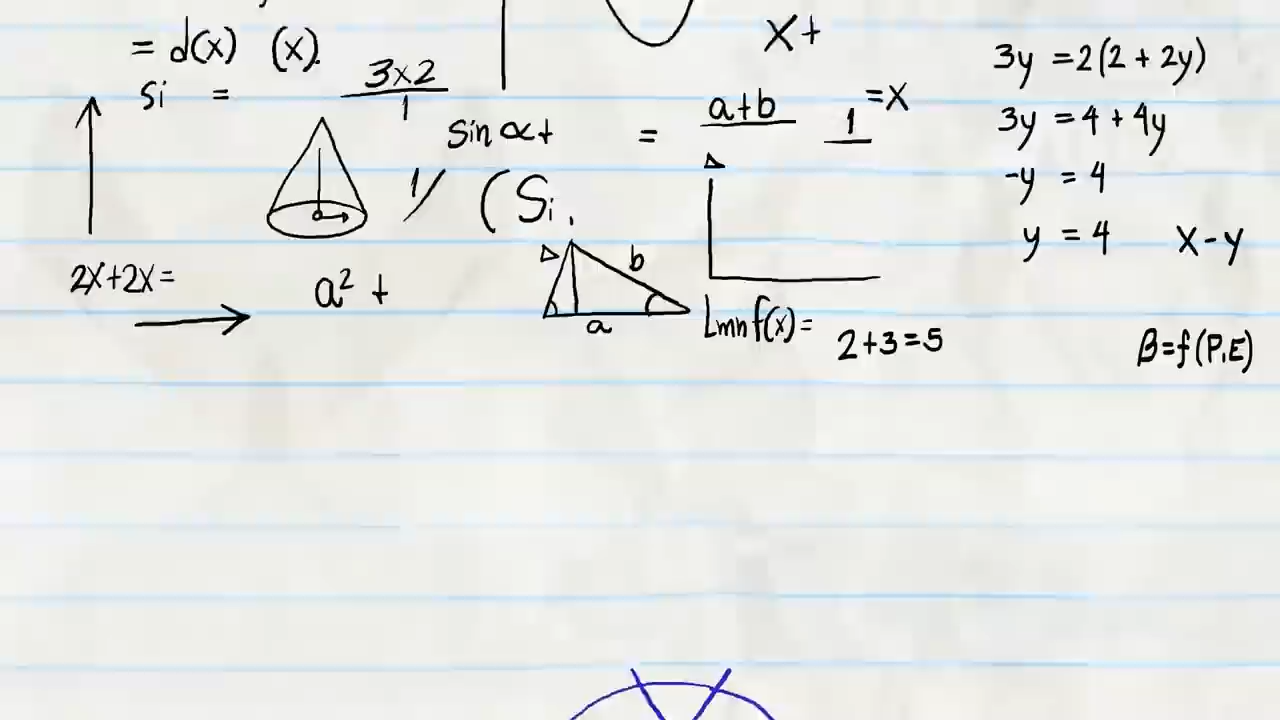 = d(x) (x).
x+
3y = 2(2 + 2y)
Si = 3x2
1
a+b
1 =x
3y = 4 + 4y
Sin α+ =
1/ (Si.
-y = 4
y = 4 x-y
2x+2x=
a² +
b
a
Lmn f(x)=
2+3=5
β=f(P,E)